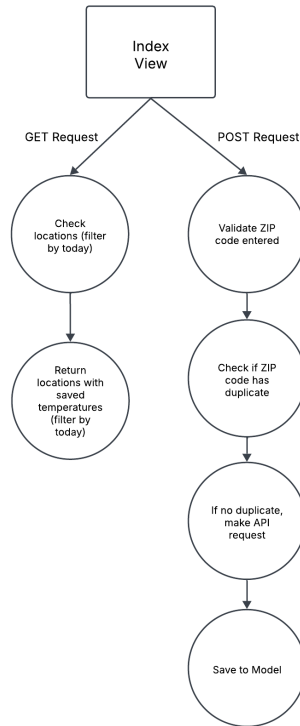 Index
View
GET Request
POST Request
Check
locations (filter
by today)
Validate ZIP
code entered
Return
locations with
saved
temperatures
(filter by
today)
Check if ZIP
code has
duplicate
If no duplicate,
make API
request
Save to Model